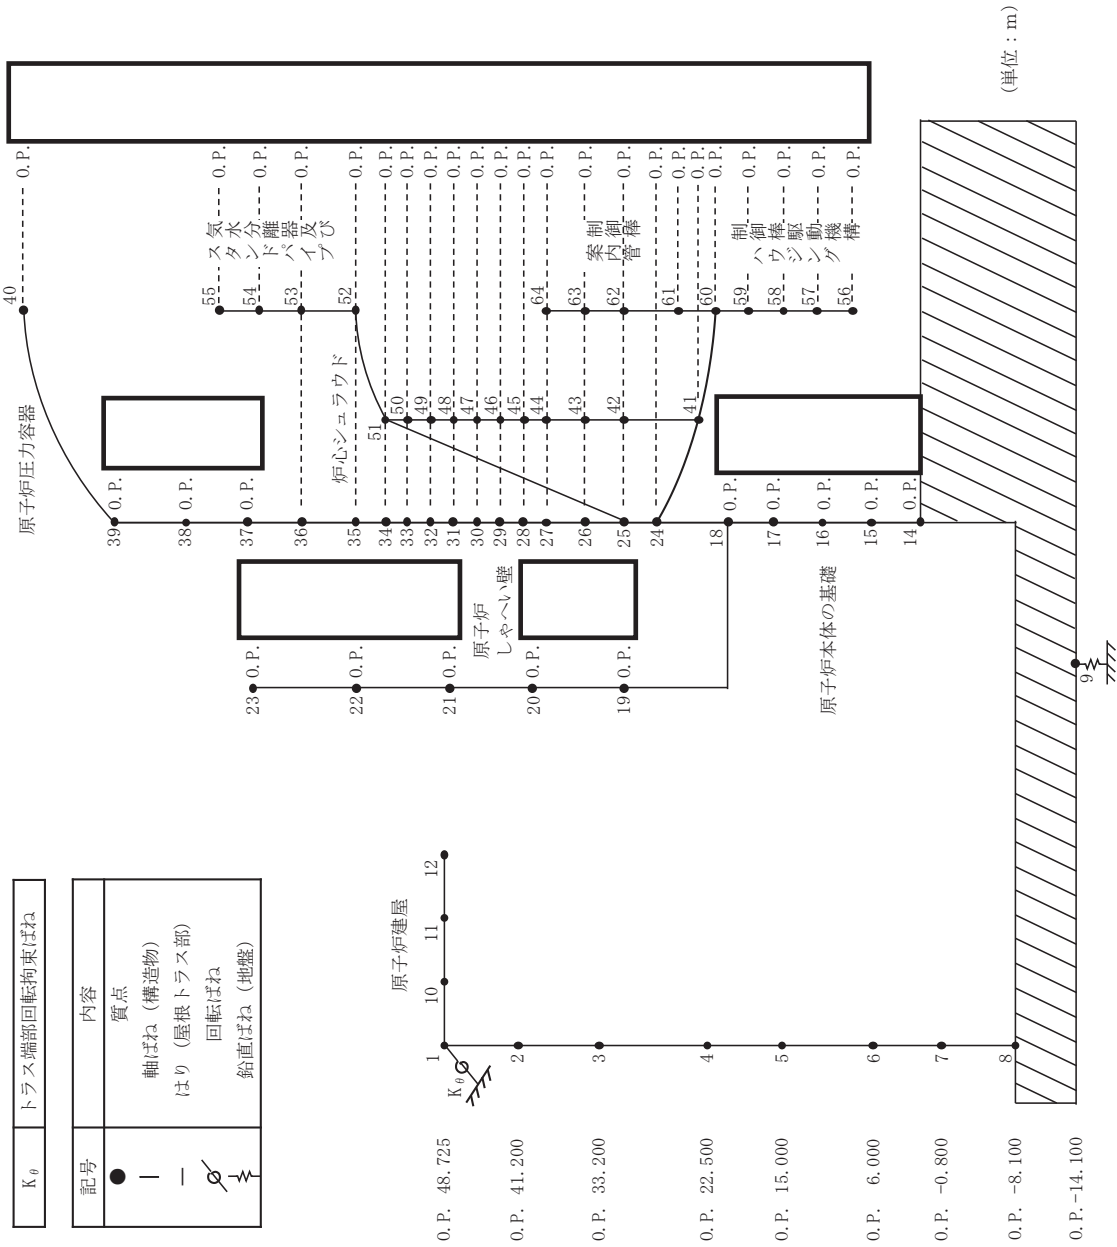 Kθ トラス端部回転拘束ばね
記号 内容
質点
軸ばね（構造物）
はり（屋根トラス部）
回転ばね
鉛直ばね（地盤）
原子炉建屋
1 10 11 12
Kθ
2
3
4
5
6
7
8
9
O.P. 48.725
O.P. 41.200
O.P. 33.200
O.P. 22.500
O.P. 15.000
O.P. 6.000
O.P. -0.800
O.P. -8.100
O.P. -14.100
原子炉しゃへい壁
23 O.P.
22 O.P.
21 O.P.
20 O.P.
19 O.P.
原子炉本体の基礎
18 O.P.
17 O.P.
16 O.P.
15 O.P.
14 O.P.
原子炉圧力容器
40 O.P.
39 O.P.
38 O.P.
37 O.P.
36
35
34
33
32
31
30
29
28
27
26
25
24
炉心シュラウド
51
50
49
48
47
46
45
44
43
42
41
気水分離器及び
スタンドパイプ
55 O.P.
54 O.P.
53 O.P.
52 O.P.
O.P.
O.P.
O.P.
O.P.
O.P.
O.P.
O.P.
制御棒
案内管
64 O.P.
63 O.P.
62 O.P.
O.P.
61 O.P.
O.P.
60 O.P.
制御棒駆動機構
ハウジング
59 O.P.
58 O.P.
57 O.P.
56 O.P.
(単位：m)